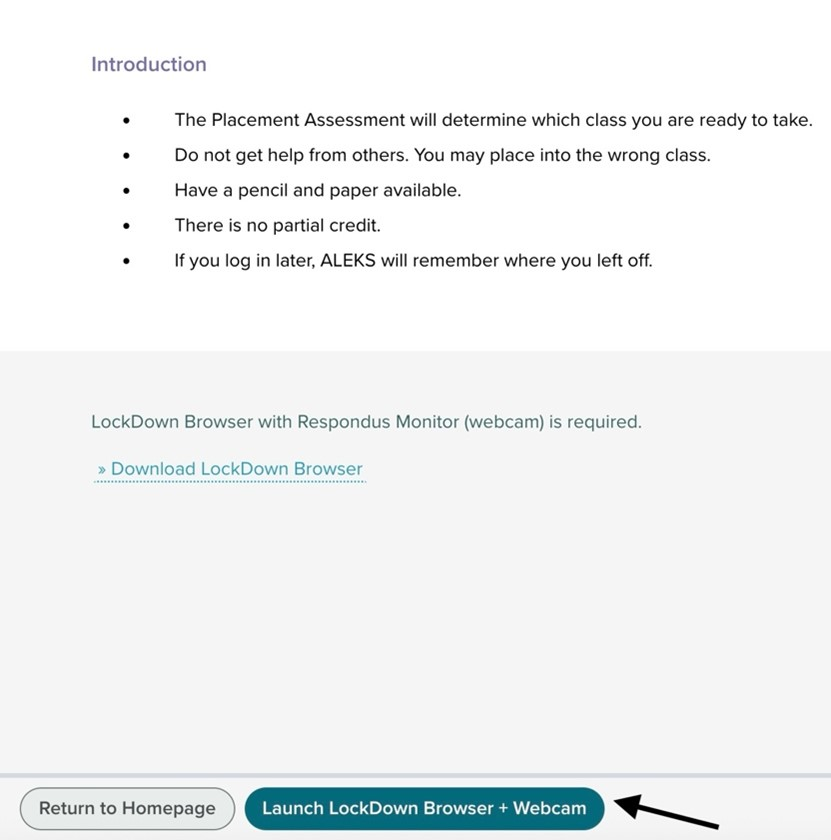 Introduction
• The Placement Assessment will determine which class you are ready to take.
• Do not get help from others. You may place into the wrong class.
• Have a pencil and paper available.
• There is no partial credit.
• If you log in later, ALEKS will remember where you left off.
LockDown Browser with Respondus Monitor (webcam) is required.
» Download LockDown Browser
Return to Homepage
Launch LockDown Browser + Webcam